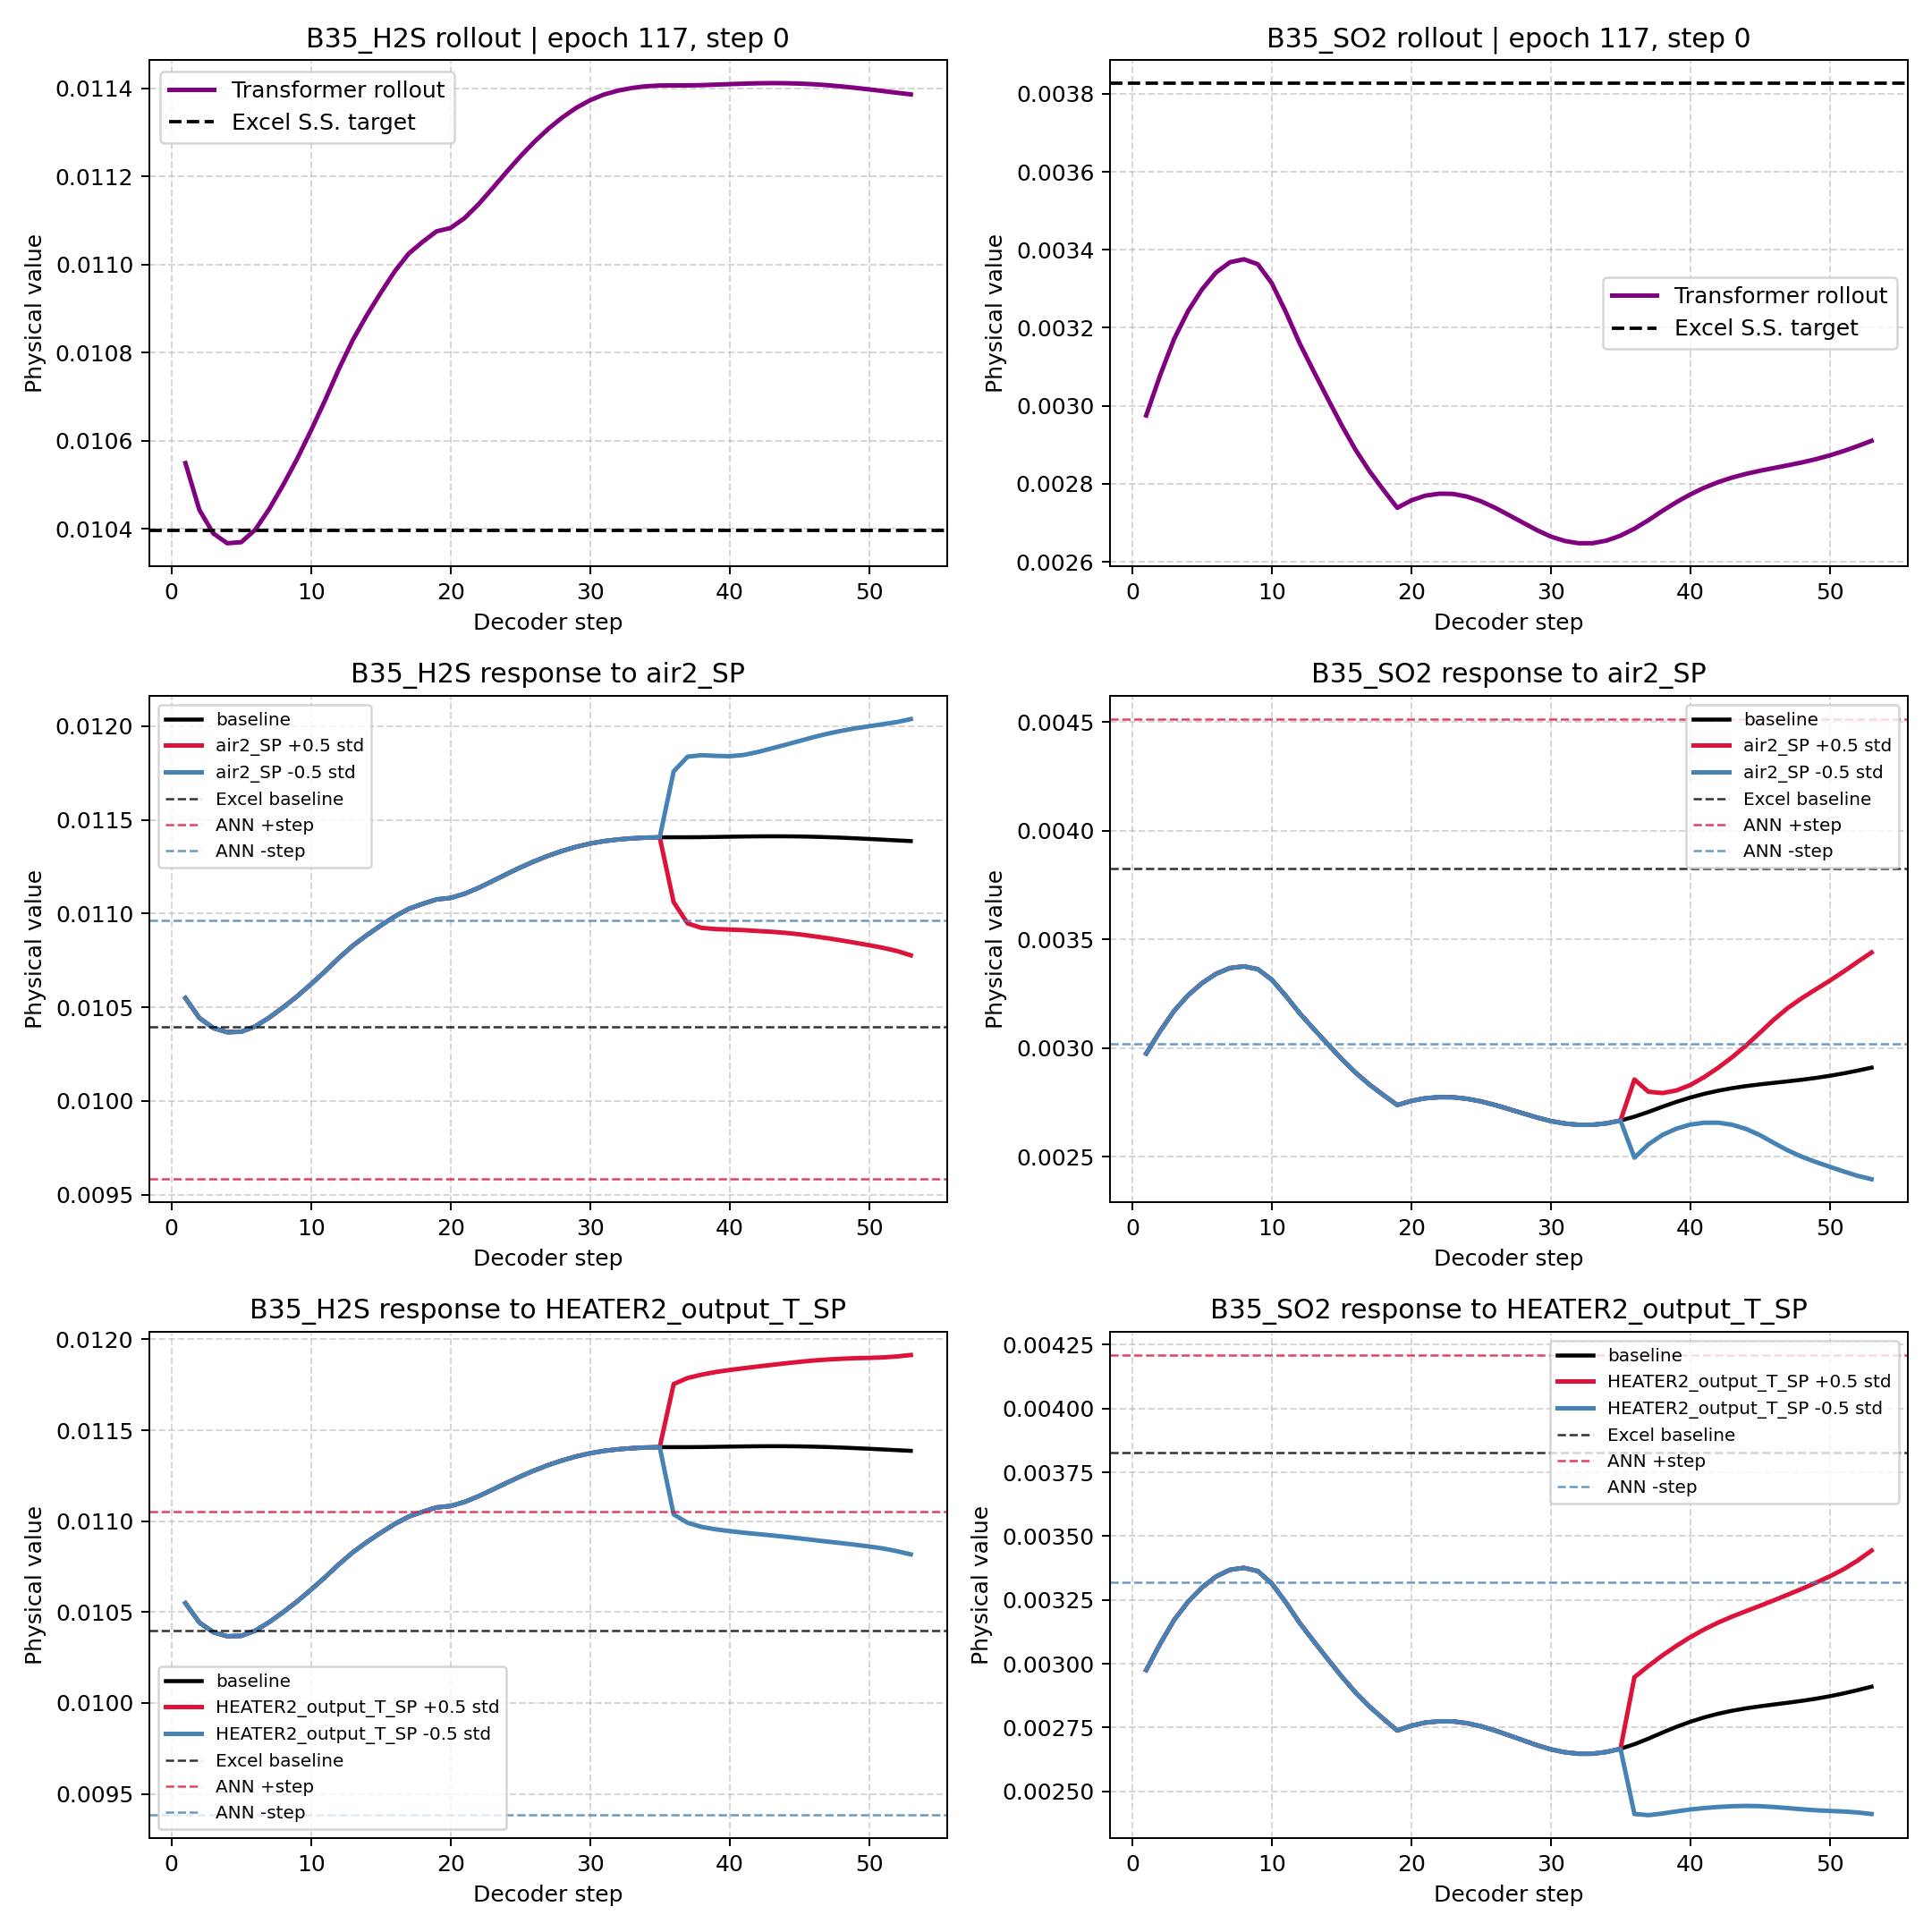 B35_H2S rollout | epoch 117, step 0
Physical value
0.0114
0.0112
0.0110
0.0108
0.0106
0.0104
Transformer rollout
Excel S.S. target
0 10 20 30 40 50
Decoder step
B35_SO2 rollout | epoch 117, step 0
Physical value
0.0038
0.0036
0.0034
0.0032
0.0030
0.0028
0.0026
Transformer rollout
Excel S.S. target
0 10 20 30 40 50
Decoder step
B35_H2S response to air2_SP
Physical value
0.0120
0.0115
0.0110
0.0105
0.0100
0.0095
baseline
air2_SP +0.5 std
air2_SP -0.5 std
Excel baseline
ANN +step
ANN -step
0 10 20 30 40 50
Decoder step
B35_SO2 response to air2_SP
Physical value
0.0045
0.0040
0.0035
0.0030
0.0025
baseline
air2_SP +0.5 std
air2_SP -0.5 std
Excel baseline
ANN +step
ANN -step
0 10 20 30 40 50
Decoder step
B35_H2S response to HEATER2_output_T_SP
Physical value
0.0120
0.0115
0.0110
0.0105
0.0100
0.0095
baseline
HEATER2_output_T_SP +0.5 std
HEATER2_output_T_SP -0.5 std
Excel baseline
ANN +step
ANN -step
0 10 20 30 40 50
Decoder step
B35_SO2 response to HEATER2_output_T_SP
Physical value
0.00425
0.00400
0.00375
0.00350
0.00325
0.00300
0.00275
0.00250
baseline
HEATER2_output_T_SP +0.5 std
HEATER2_output_T_SP -0.5 std
Excel baseline
ANN +step
ANN -step
0 10 20 30 40 50
Decoder step